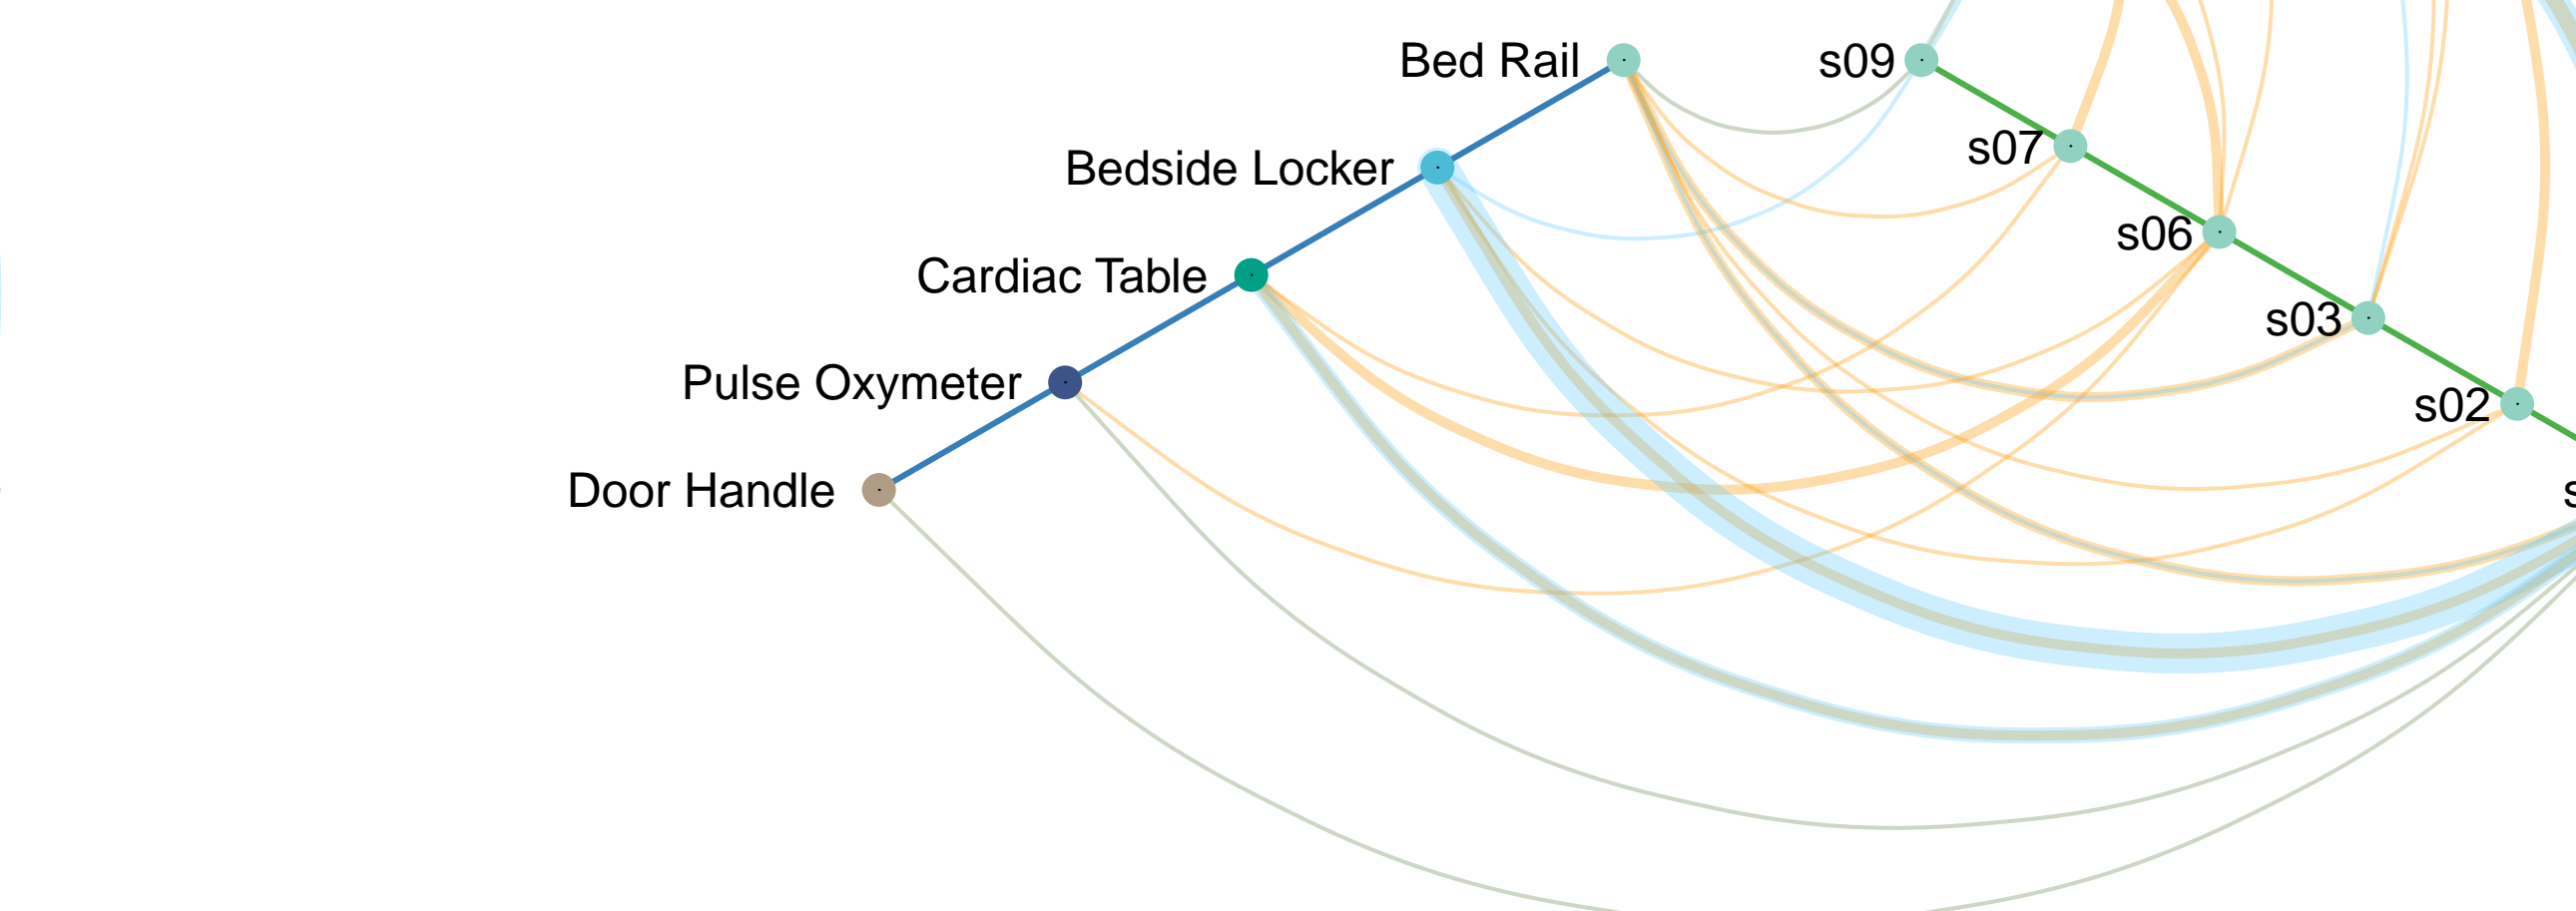 Bed Rail
s09
s07
Bedside Locker
s06
Cardiac Table
s03
Pulse Oxymeter
s02
Door Handle